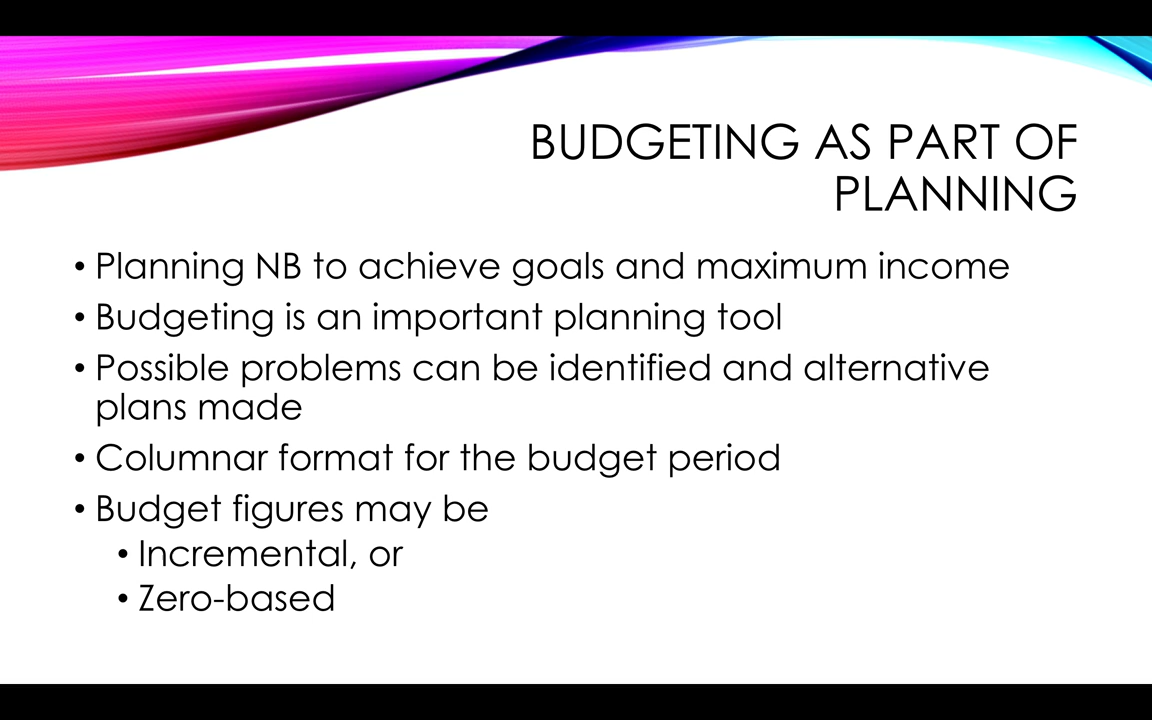 BUDGETING AS PART OF
PLANNING
• Planning NB to achieve goals and maximum income
• Budgeting is an important planning tool
• Possible problems can be identified and alternative
plans made
• Columnar format for the budget period
• Budget figures may be
• Incremental, or
• Zero-based